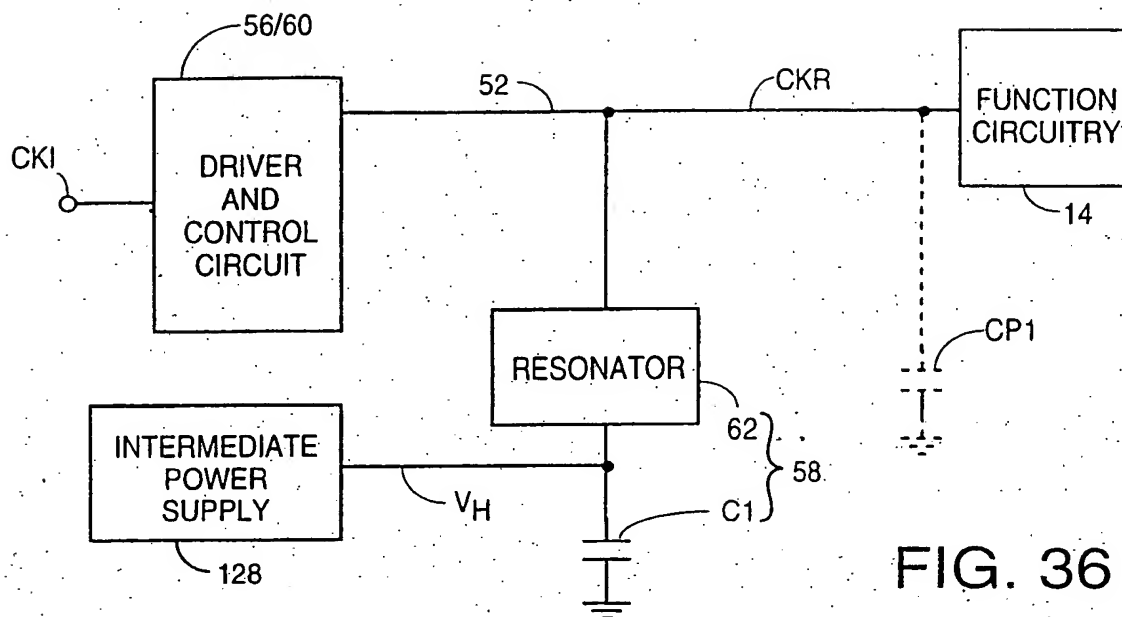 56/60
52
CKR
FUNCTION
CIRCUITRY
14
CKI
DRIVER
AND
CONTROL
CIRCUIT
RESONATOR
CP1
62
58
C1
INTERMEDIATE
POWER
SUPPLY
VH
128
FIG. 36